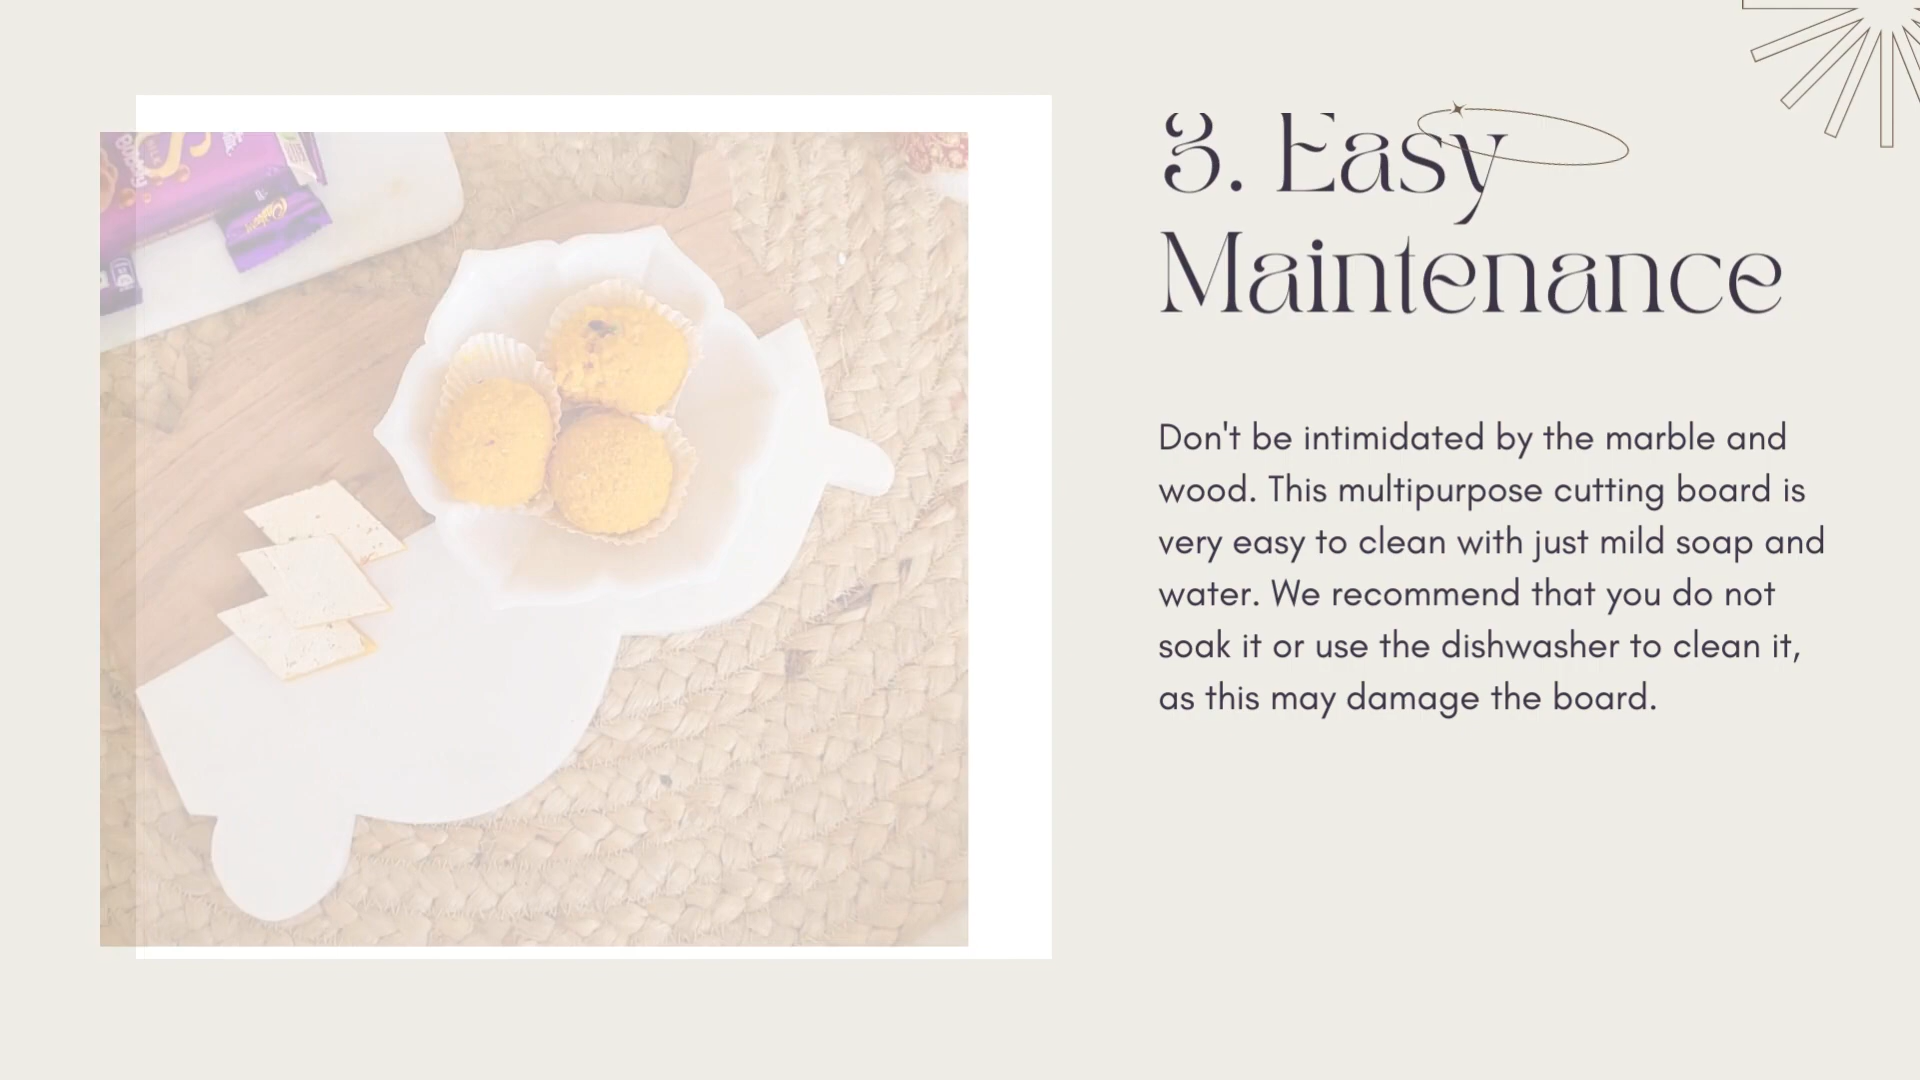 3. Easy
Maintenance
Don't be intimidated by the marble and
wood. This multipurpose cutting board is
very easy to clean with just mild soap and
water. We recommend that you do not
soak it or use the dishwasher to clean it,
as this may damage the board.